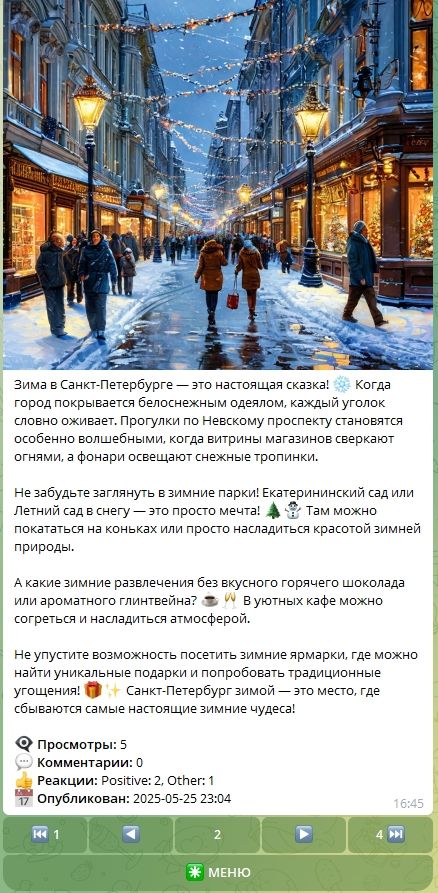 Зима в Санкт-Петербурге — это настоящая сказка! ❄️ Когда
город покрывается белоснежным одеялом, каждый уголок
словно оживает. Прогулки по Невскому проспекту становятся
особенно волшебными, когда витрины магазинов сверкают
огнями, а фонари освещают снежные тропинки.
Не забудьте заглянуть в зимние парки! Екатерининский сад или
Летний сад в снегу — это просто мечта! 🌲⛄ Там можно
покататься на коньках или просто насладиться красотой зимней
природы.
А какие зимние развлечения без вкусного горячего шоколада
или ароматного глинтвейна? ☕🥂 В уютных кафе можно
согреться и насладиться атмосферой.
Не упустите возможность посетить зимние ярмарки, где можно
найти уникальные подарки и попробовать традиционные
угощения! 🎁✨ Санкт-Петербург зимой — это место, где
сбываются самые настоящие зимние чудеса!
👁️‍🗨️ Просмотры: 5
💬 Комментарии: 0
👍 Реакции: Positive: 2, Other: 1
📅 Опубликован: 2025-05-25 23:04
16:45
⏮️ 1 ◀️ 2 ▶️ 4 ⏭️
✳️ МЕНЮ